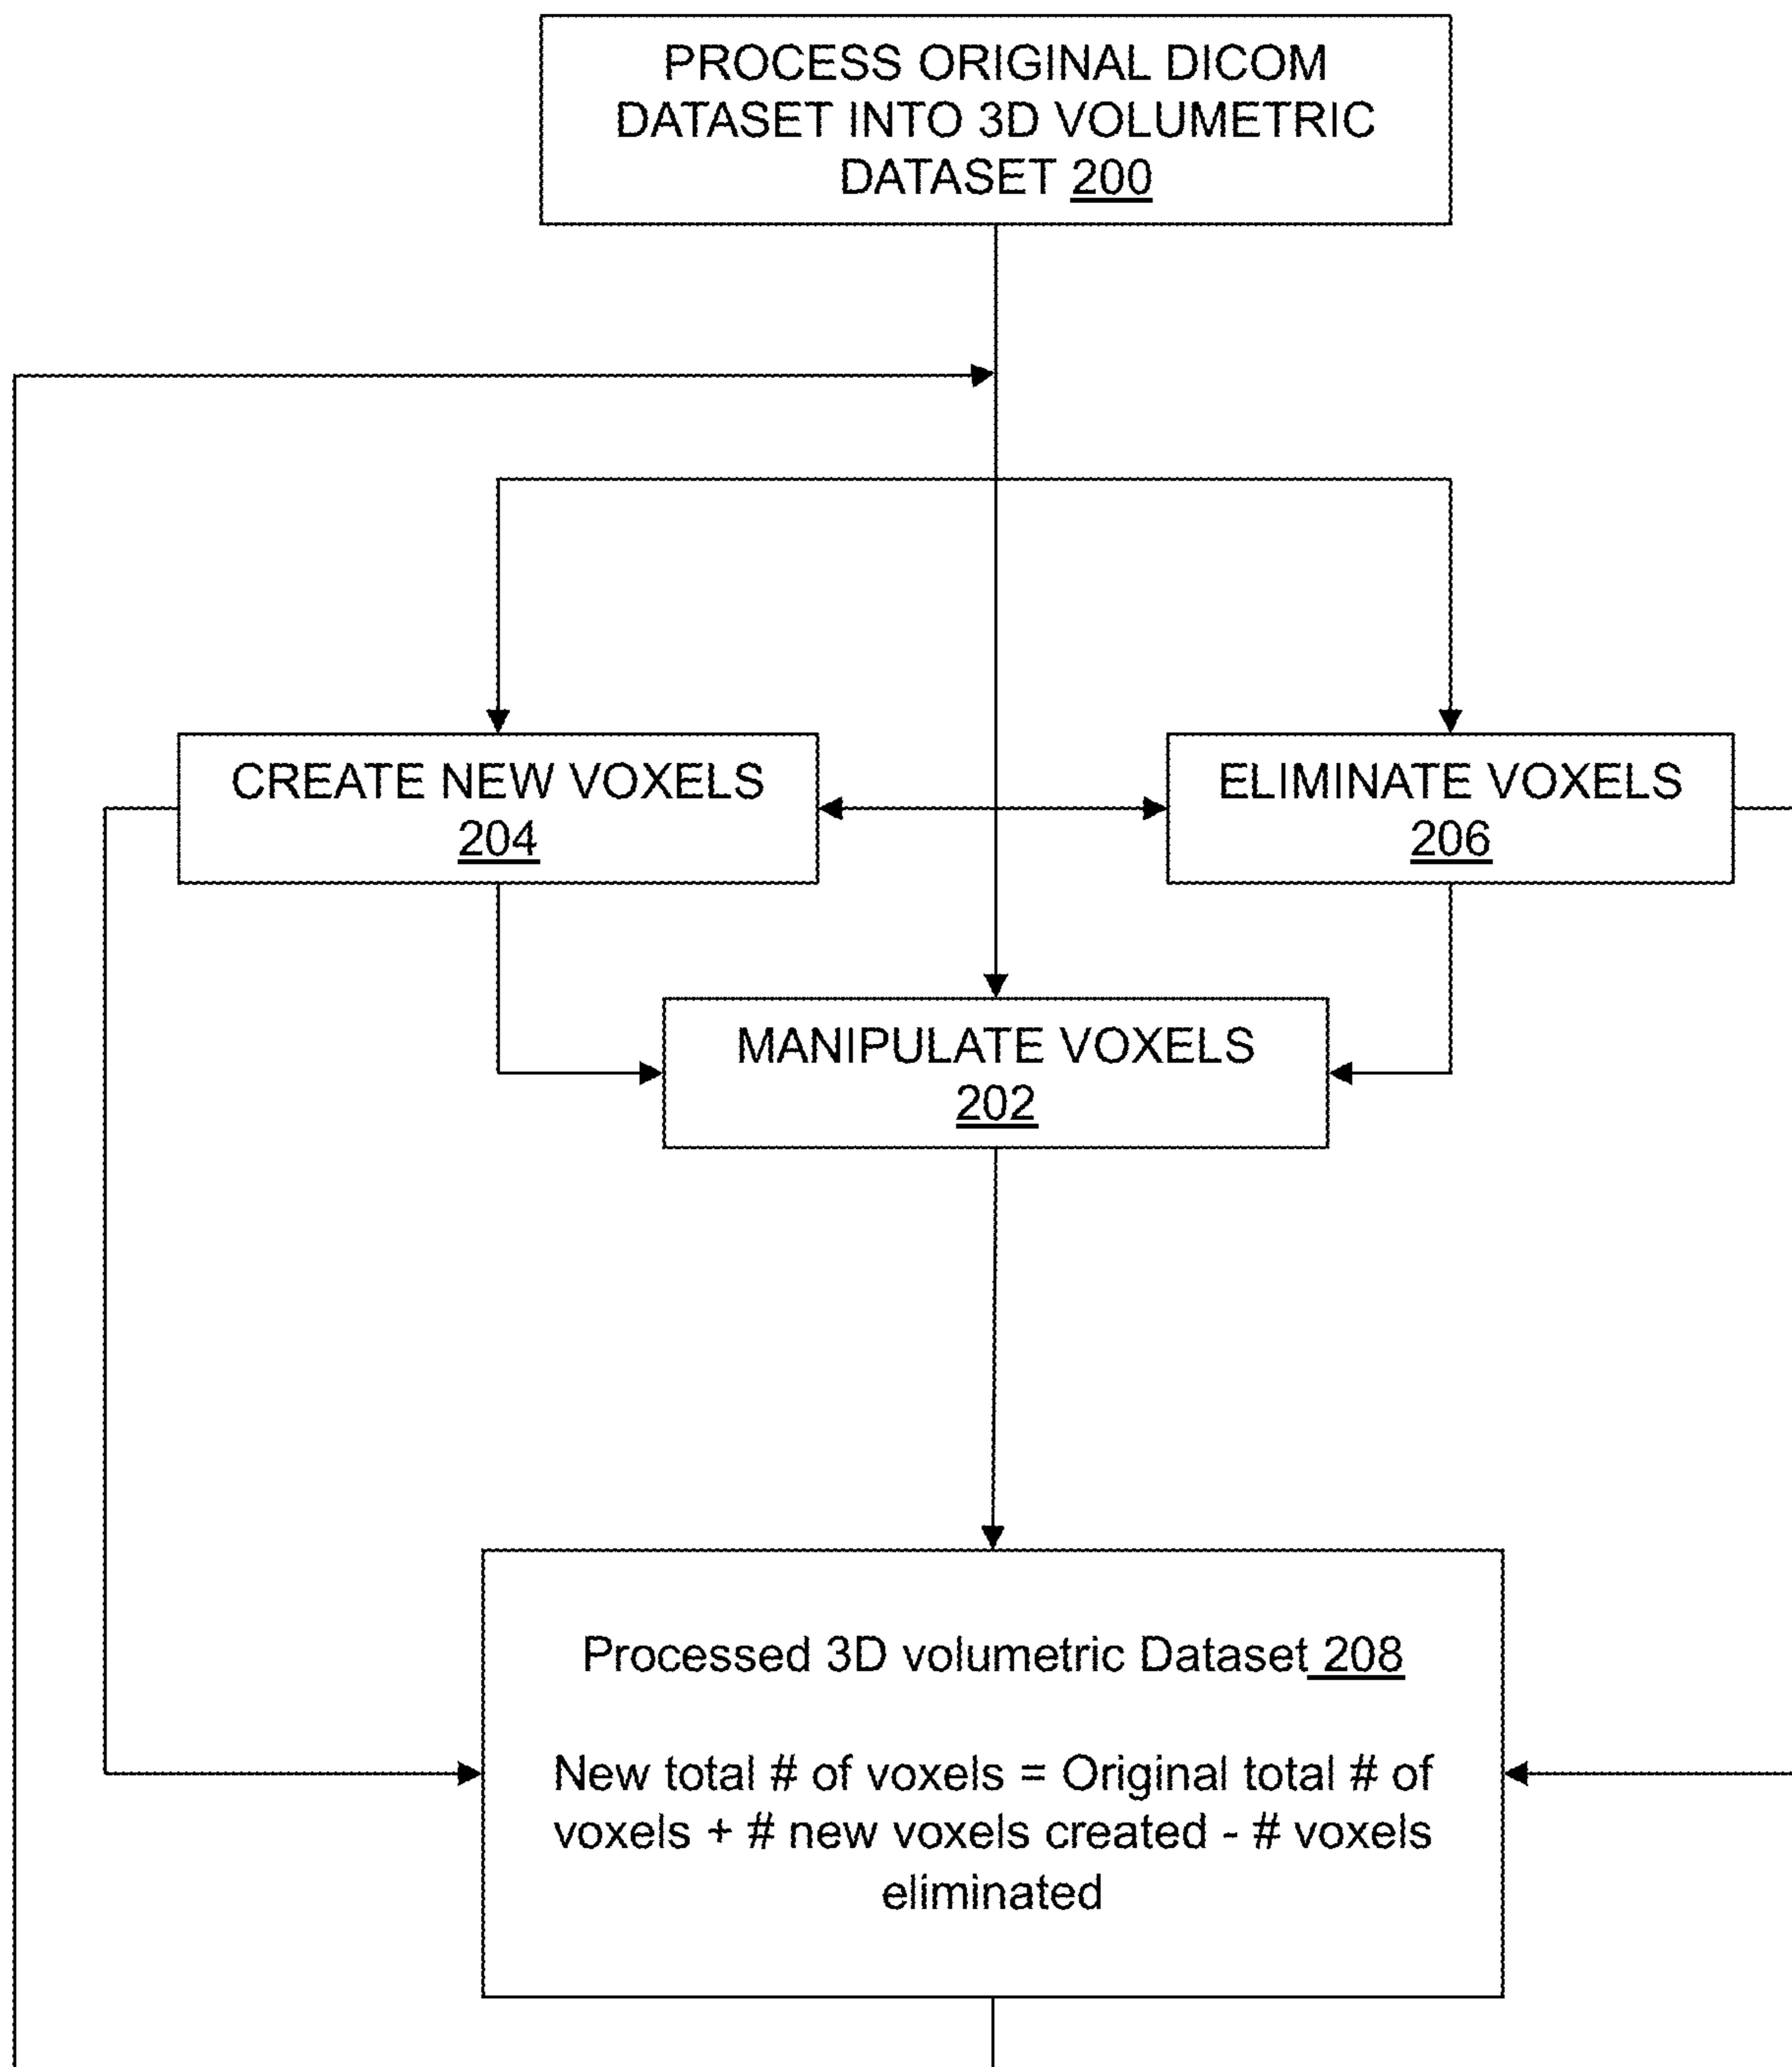 PROCESS ORIGINAL DICOM
DATASET INTO 3D VOLUMETRIC
DATASET 200
CREATE NEW VOXELS
204
ELIMINATE VOXELS
206
MANIPULATE VOXELS
202
Processed 3D volumetric Dataset 208
New total # of voxels = Original total # of
voxels + # new voxels created - # voxels
eliminated